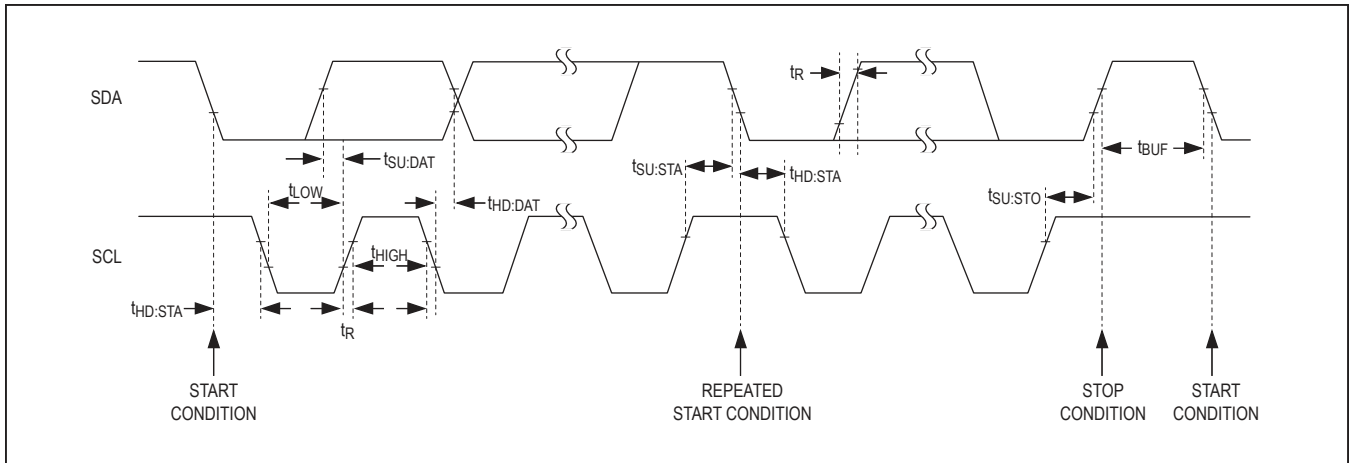 SDA
tR
tSU:DAT
tSU:STA
tHD:STA
tBUF
tLOW
tHD:DAT
tSU:STO
SCL
tHIGH
tHD:STA
tR
START
CONDITION
REPEATED
START CONDITION
STOP
CONDITION
START
CONDITION